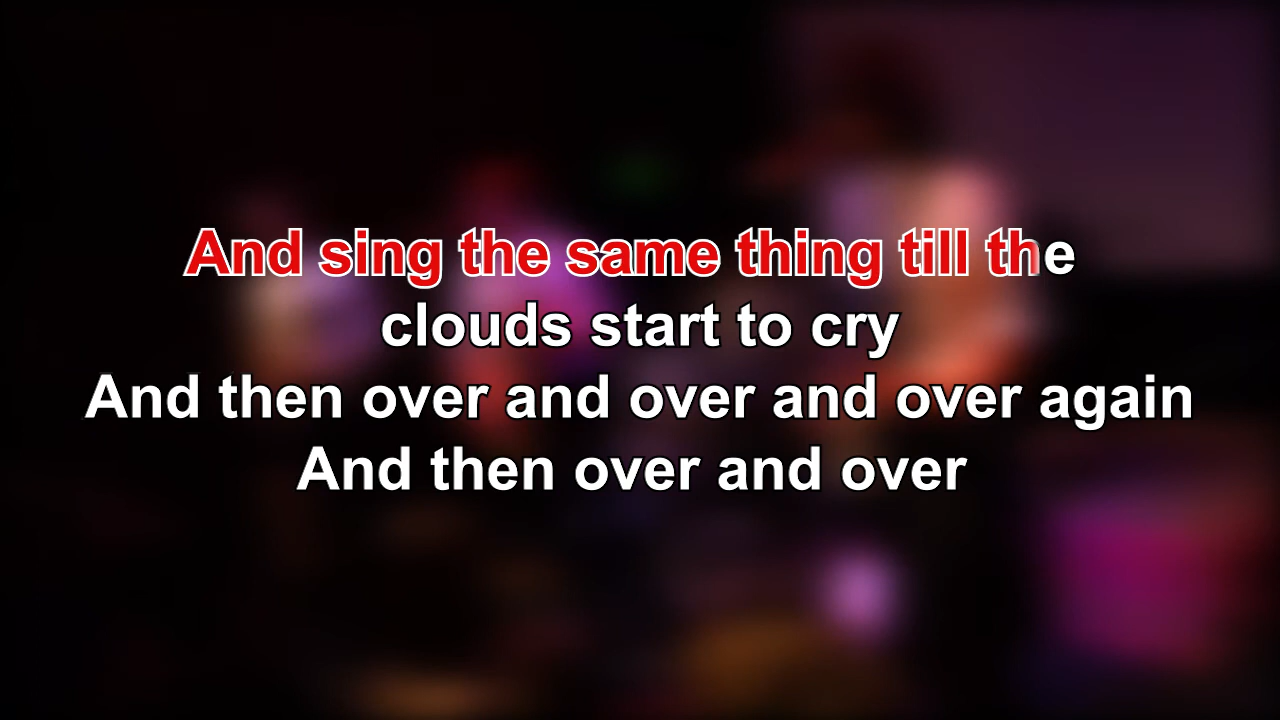 And sing the same thing till the
clouds start to cry
And then over and over and over again
And then over and over